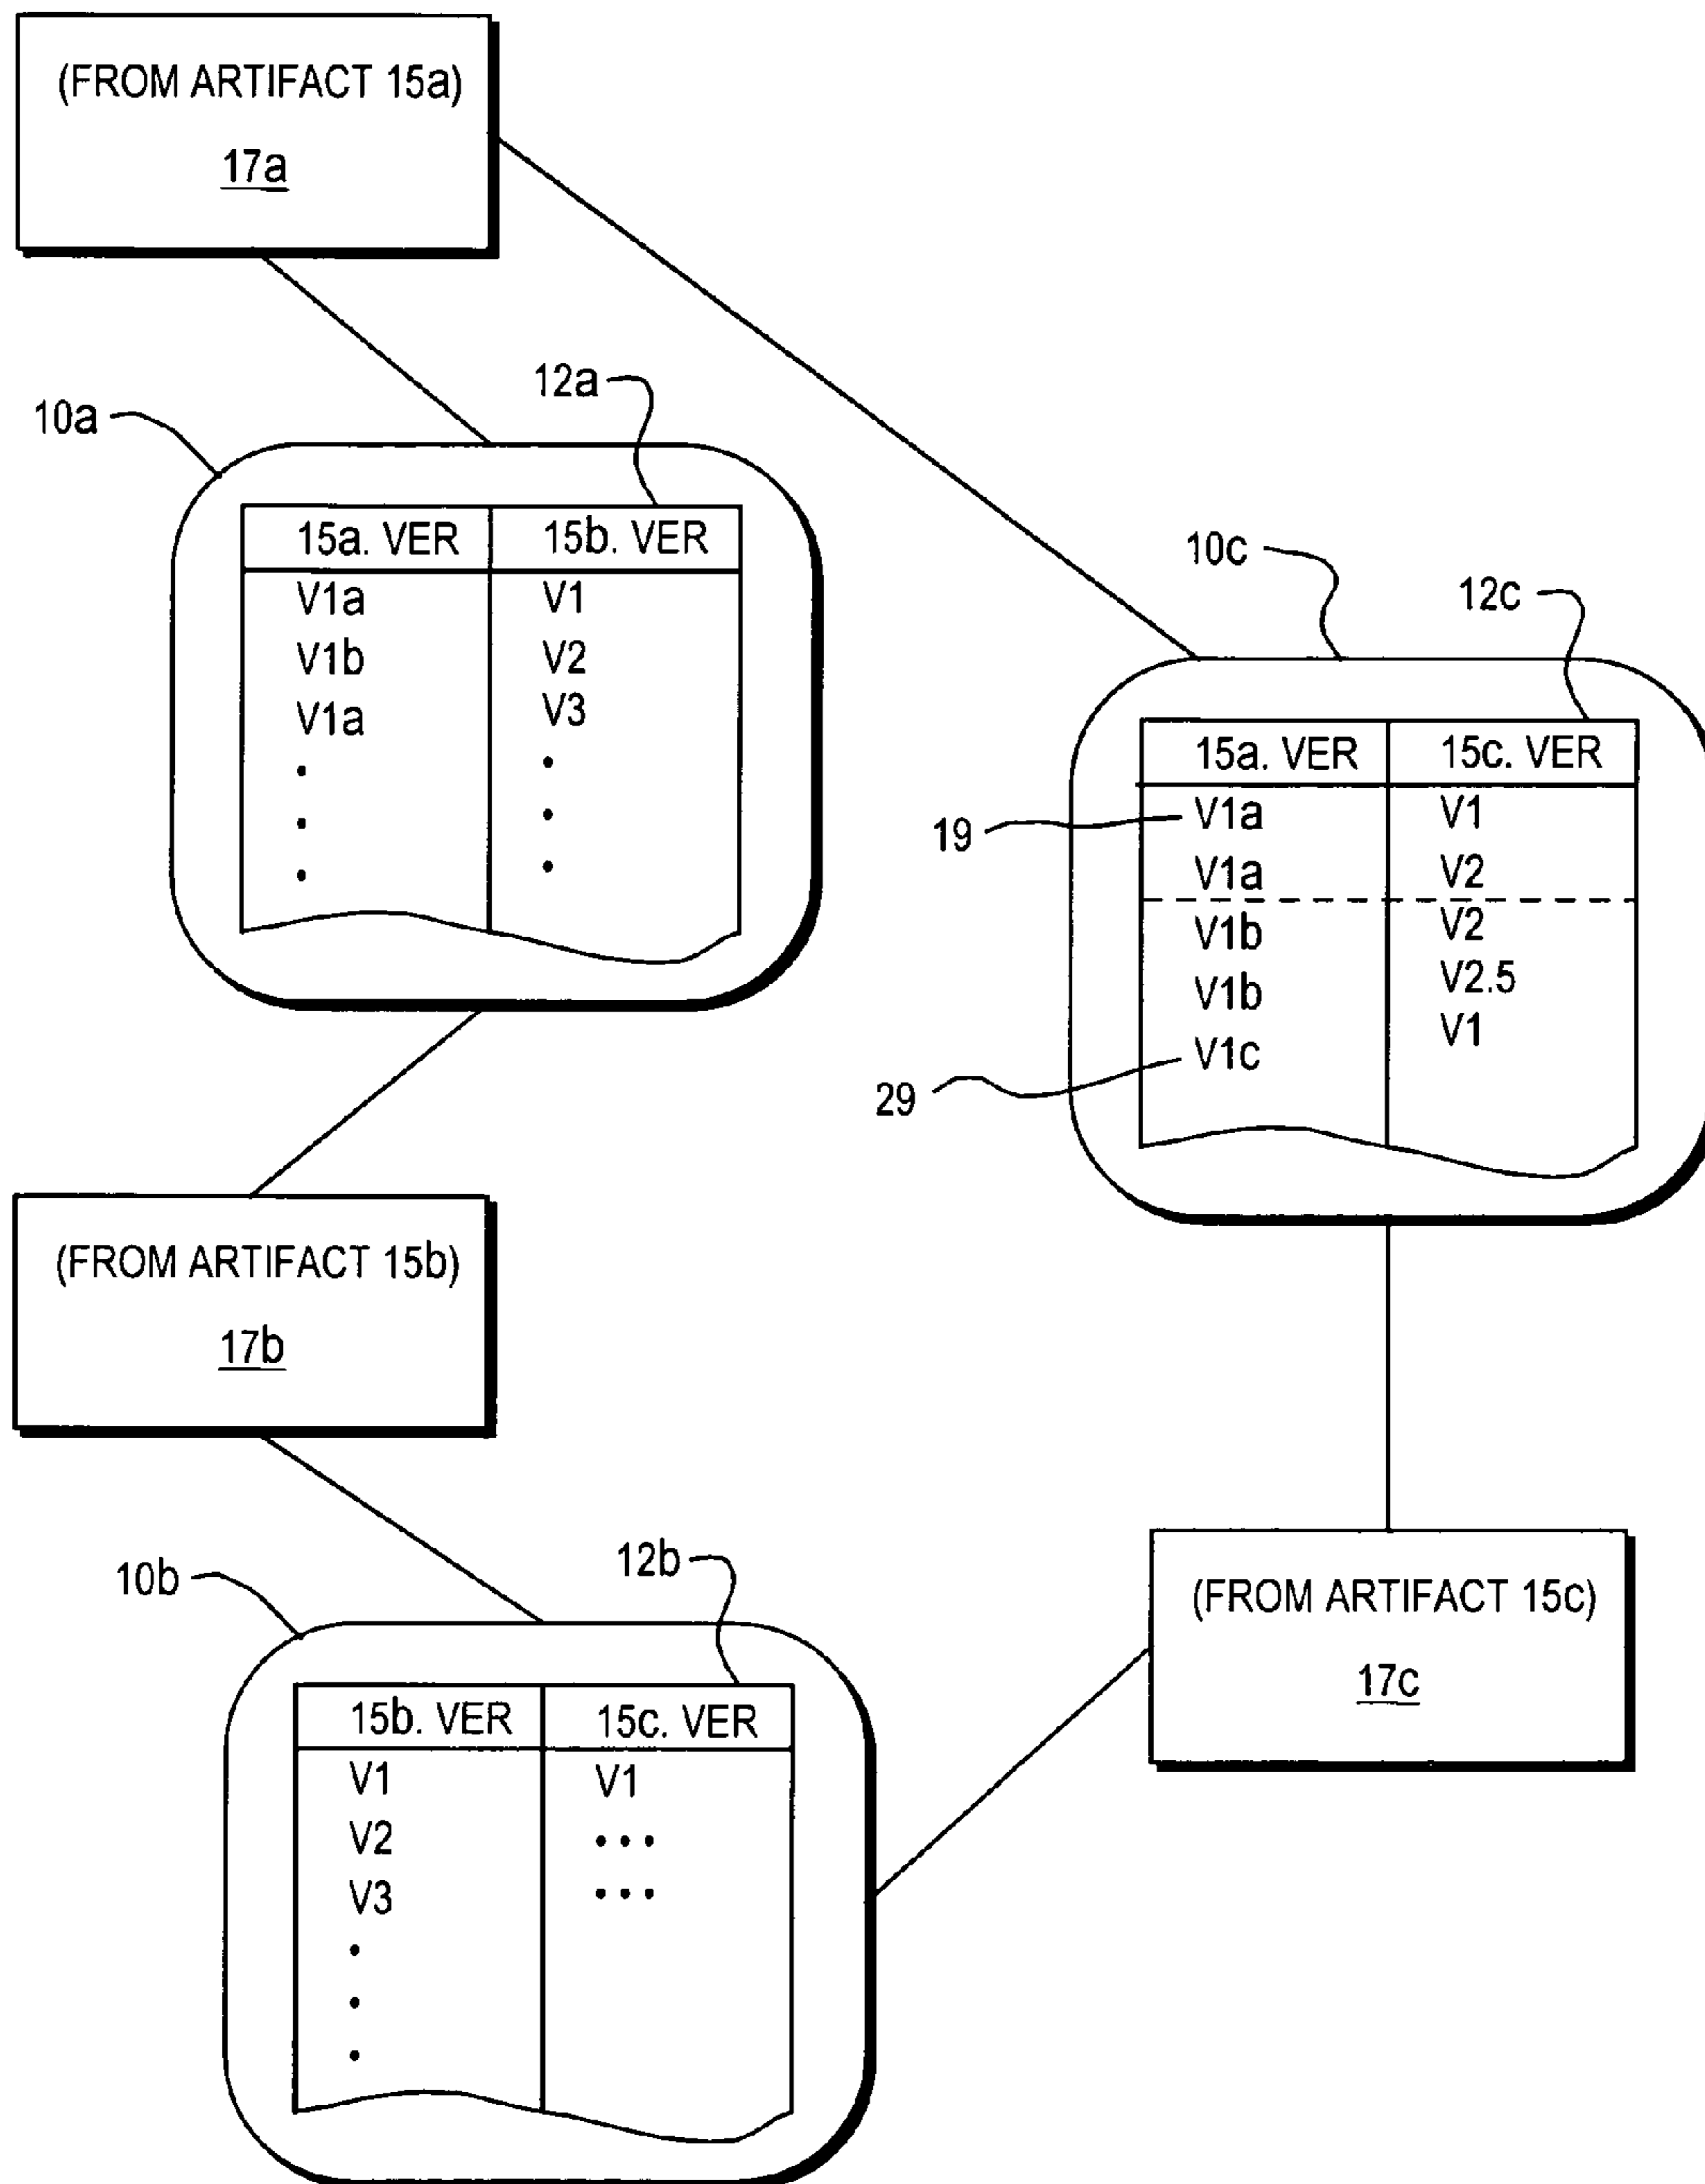 (FROM ARTIFACT 15a)
17a
12a
10a
15a. VER 15b. VER
V1a V1
V1b V2
V1a V3
10c
12c
15a. VER 15c. VER
19
V1a V1
V1a V2
V1b V2
V1b V2.5
V1c V1
29
(FROM ARTIFACT 15b)
17b
(FROM ARTIFACT 15c)
17c
10b
12b
15b. VER 15c. VER
V1 V1
V2 •••
V3 •••